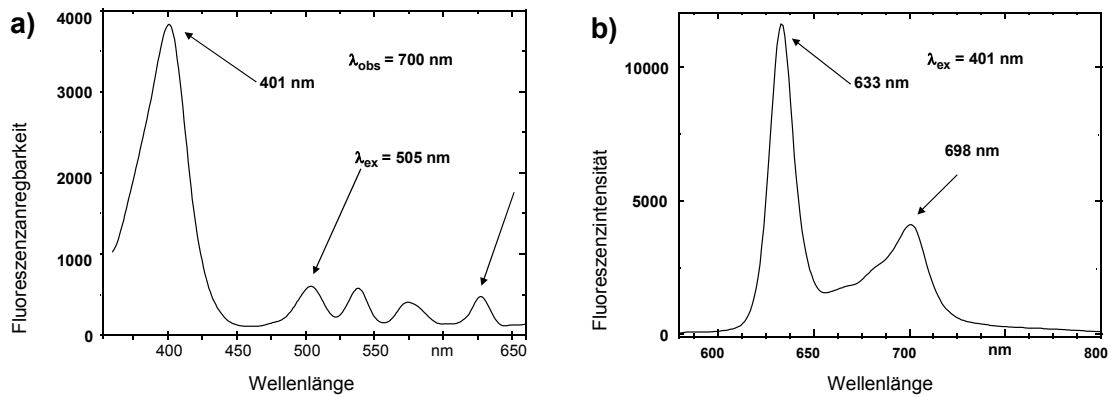 a)
Fluoreszenzanregbarkeit
4000
3000
2000
1000
0
401 nm
λobs = 700 nm
λex = 505 nm
400 450 500 550 nm 650
Wellenlänge
b)
Fluoreszenzintensität
10000
5000
0
λex = 401 nm
633 nm
698 nm
600 650 700 nm 800
Wellenlänge